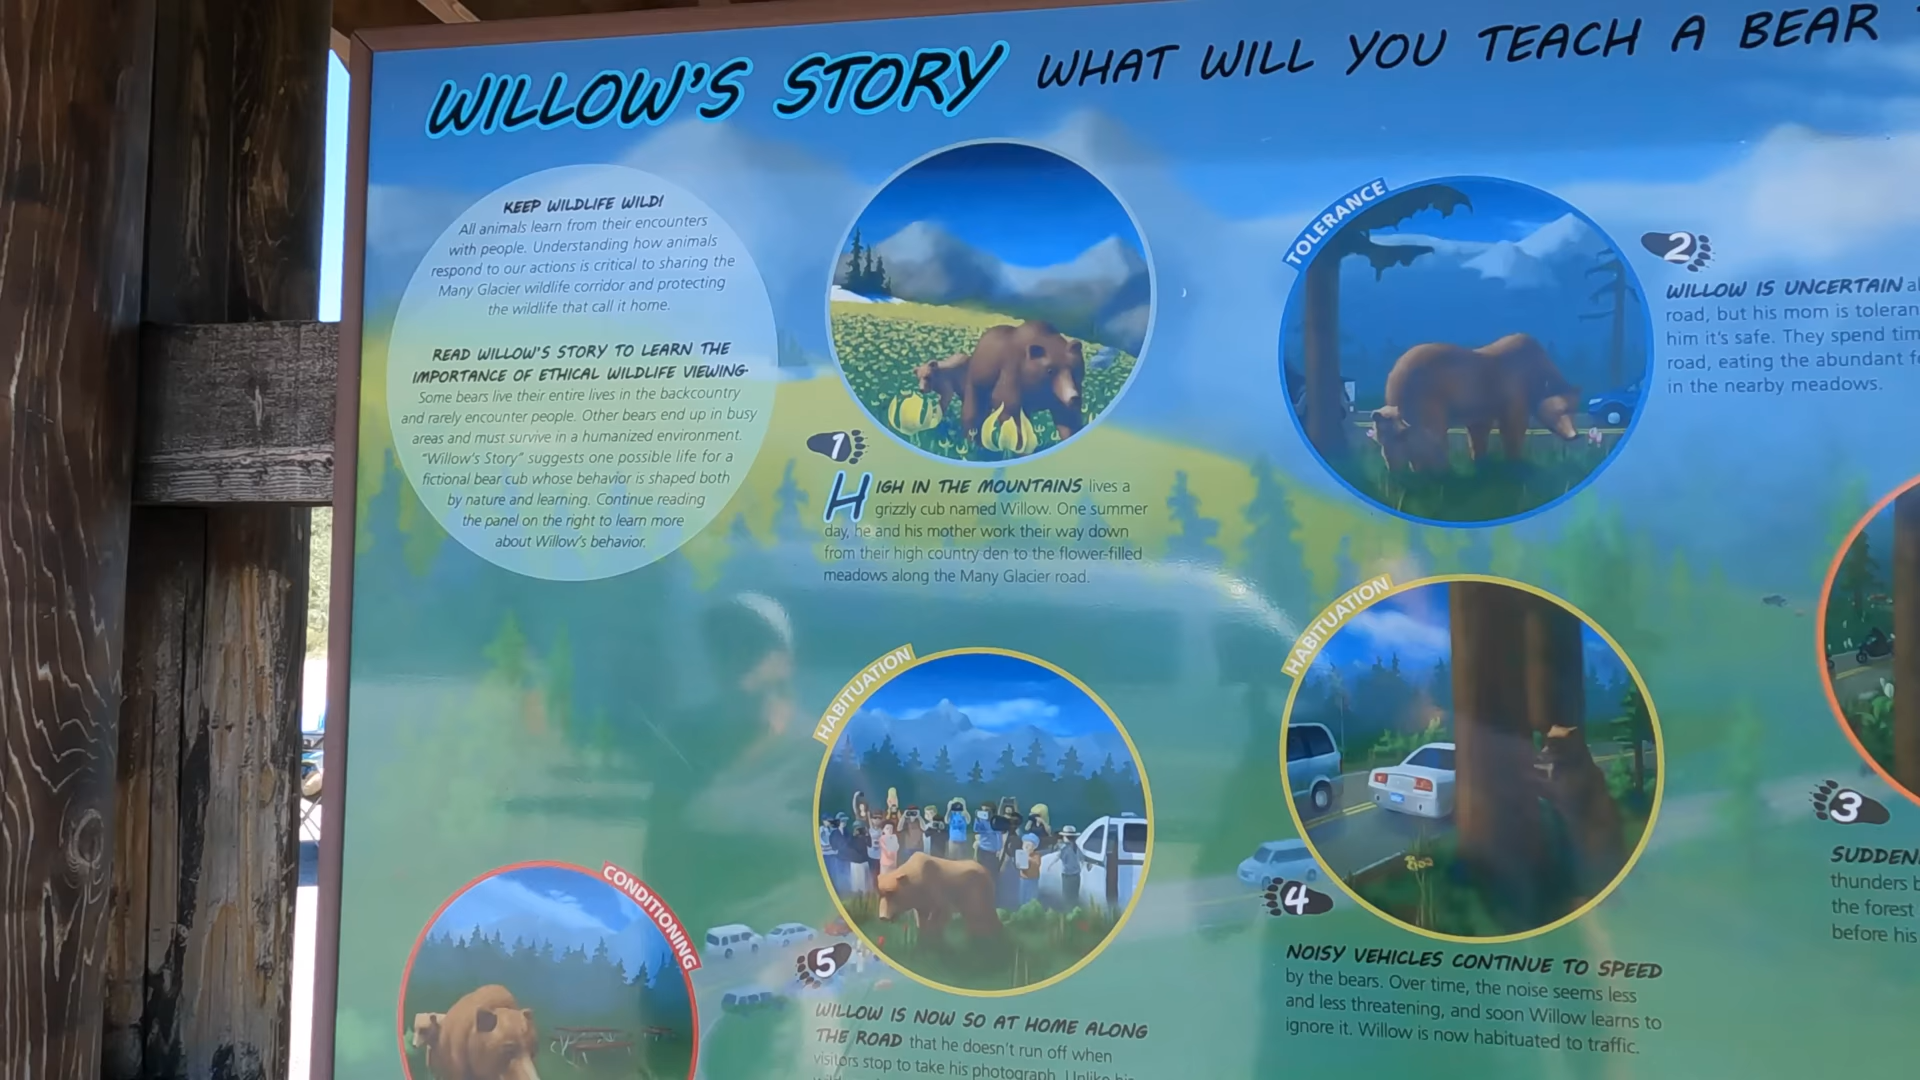 WILLOW'S STORY WHAT WILL YOU TEACH A BEAR
KEEP WILDLIFE WILD!
All animals learn from their encounters
with people. Understanding how animals
respond to our actions is critical to sharing the
Many Glacier wildlife corridor and protecting
the wildlife that call it home.
READ WILLOW'S STORY TO LEARN THE
IMPORTANCE OF ETHICAL WILDLIFE VIEWING
Some bears live their entire lives in the backcountry
and rarely encounter people. Other bears end up in busy
areas and must survive in a humanized environment.
"Willow's Story" suggests one possible life for a
fictional bear cub whose behavior is shaped both
by nature and learning. Continue reading
the panel on the right to learn more
about Willow's behavior.
1
HIGH IN THE MOUNTAINS lives a
grizzly cub named Willow. One summer
day, he and his mother work their way down
from their high country den to the flower-filled
meadows along the Many Glacier road.
TOLERANCE
2
WILLOW IS UNCERTAIN
road, but his mom is
him it's safe. They spend
road, eating the abundant
in the nearby meadows.
3
thunders
the forest
before his
HABITUATION
4
NOISY VEHICLES CONTINUE TO SPEED
by the bears. Over time, the noise seems less
and less threatening, and soon Willow learns to
ignore it. Willow is now habituated to traffic.
HABITUATION
5
WILLOW IS NOW SO AT HOME ALONG
THE ROAD that he doesn't run off when
visitors stop to take his photograph. Unlike
CONDITIONING